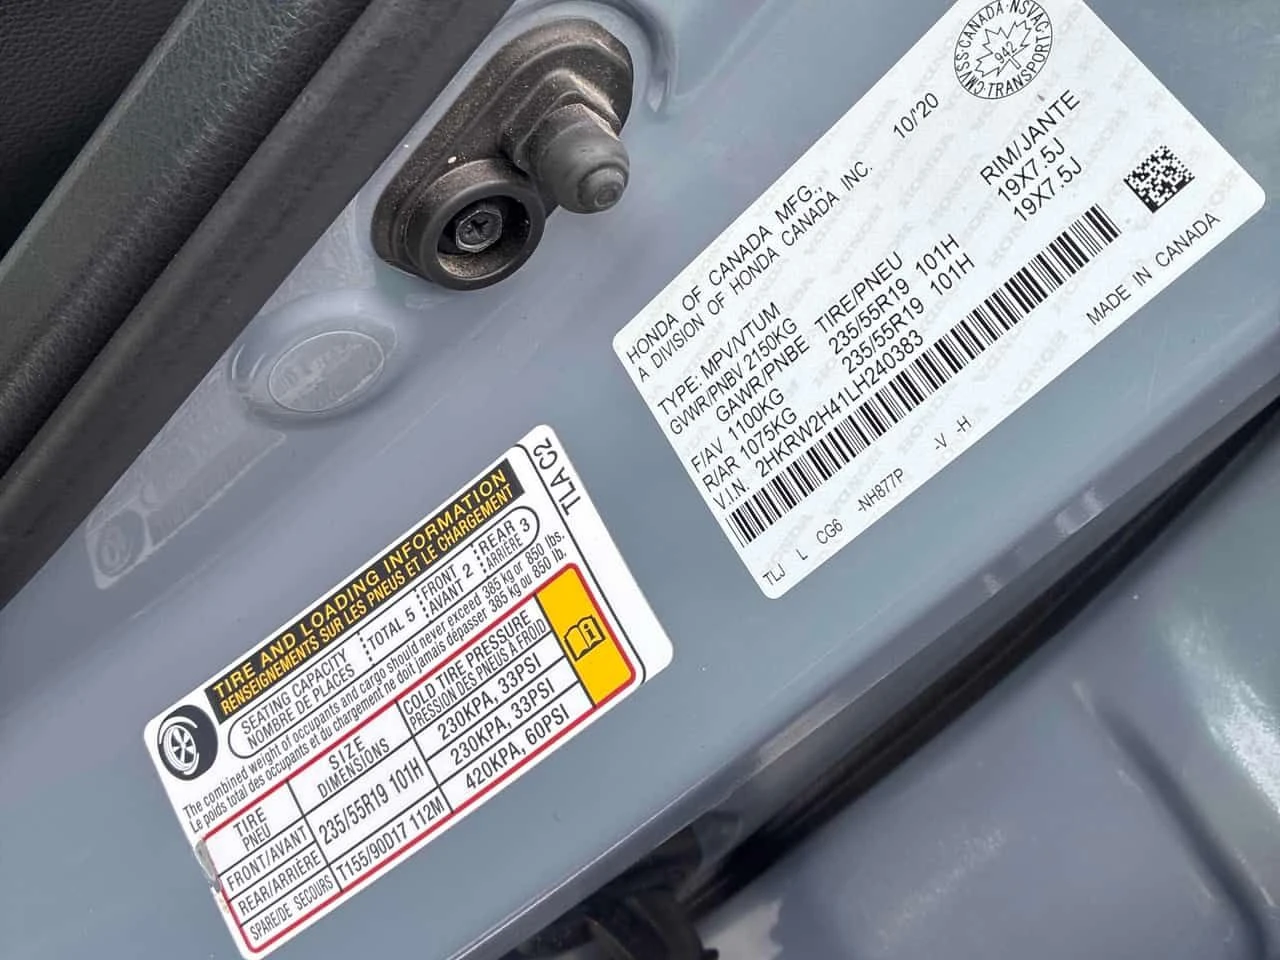 HONDA OF CANADA MFG.,
A DIVISION OF HONDA CANADA INC.
10/'20
CMVSS·CANADA·NSVAC
942
TRANSPORT
TYPE: MPV/VTUM
GVWR/PNBV 2150KG
GAWR/PNBE TIRE/PNEU RIM/JANTE
F/AV 1100KG 235/55R19 101H 19X7.5J
R/AR 1075KG 235/55R19 101H 19X7.5J
V.I.N. 2HKRW2H41LH240383
MADE IN CANADA
TLJ L CG6 -NH877P -V -H
TLA C2
TIRE AND LOADING INFORMATION
RENSEIGNEMENTS SUR LES PNEUS ET LE CHARGEMENT
SEATING CAPACITY TOTAL 5 FRONT 2 REAR 3
NOMBRE DE PLACES AVANT ARRIÈRE
The combined weight of occupants and cargo should never exceed 385 kg or 850 lbs.
Le poids total des occupants et du chargement ne doit jamais dépasser 385 kg ou 850 lb.
TIRE SIZE COLD TIRE PRESSURE
PNEU DIMENSIONS PRESSION DES PNEUS À FROID
FRONT/AVANT 235/55R19 101H 230KPA, 33PSI
REAR/ARRIÈRE 230KPA, 33PSI
SPARE/DE SECOURS T155/90D17 112M 420KPA, 60PSI